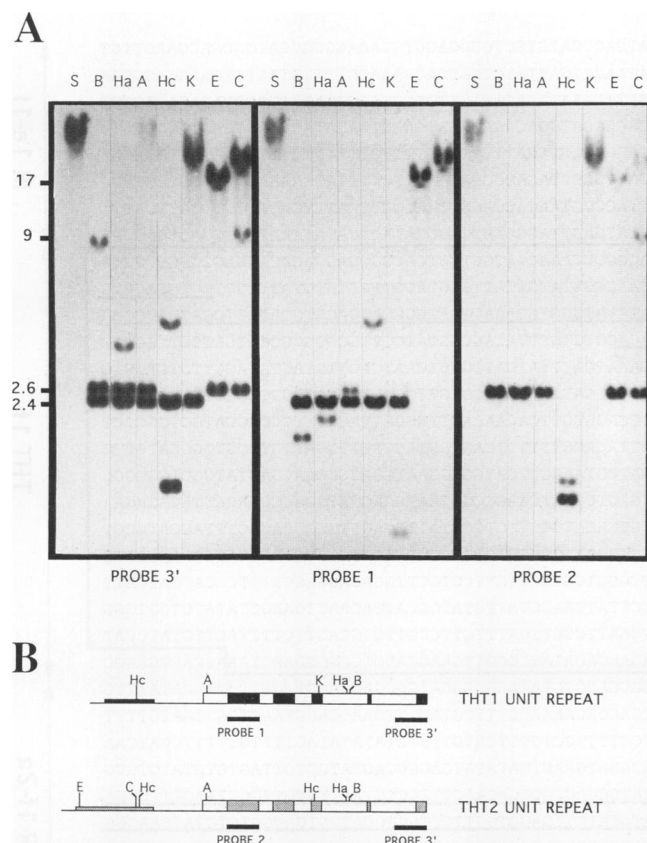 A
S B Ha A Hc K E C S B Ha A Hc K E C S B Ha A Hc K E C
17
9
2.6
2.4
PROBE 3' PROBE 1 PROBE 2
B
Hc A K Ha B
THT1 UNIT REPEAT
PROBE 1 PROBE 3'
E C Hc A Hc Ha B
THT2 UNIT REPEAT
PROBE 2 PROBE 3'